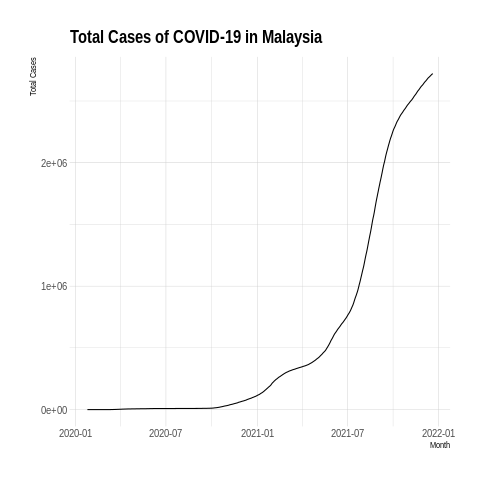 Total Cases of COVID-19 in Malaysia
Total Cases
2e+06
1e+06
0e+00
2020-01 2020-07 2021-01 2021-07 2022-01
Month